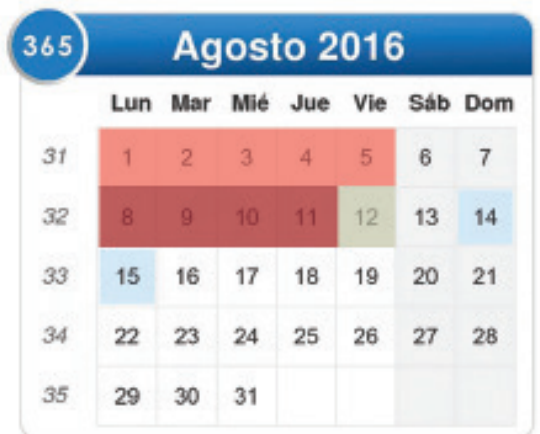 365
Agosto 2016
Lun Mar Mié Jue Vie Sáb Dom
31 1 2 3 4 5 6 7
32 8 9 10 11 12 13 14
33 15 16 17 18 19 20 21
34 22 23 24 25 26 27 28
35 29 30 31